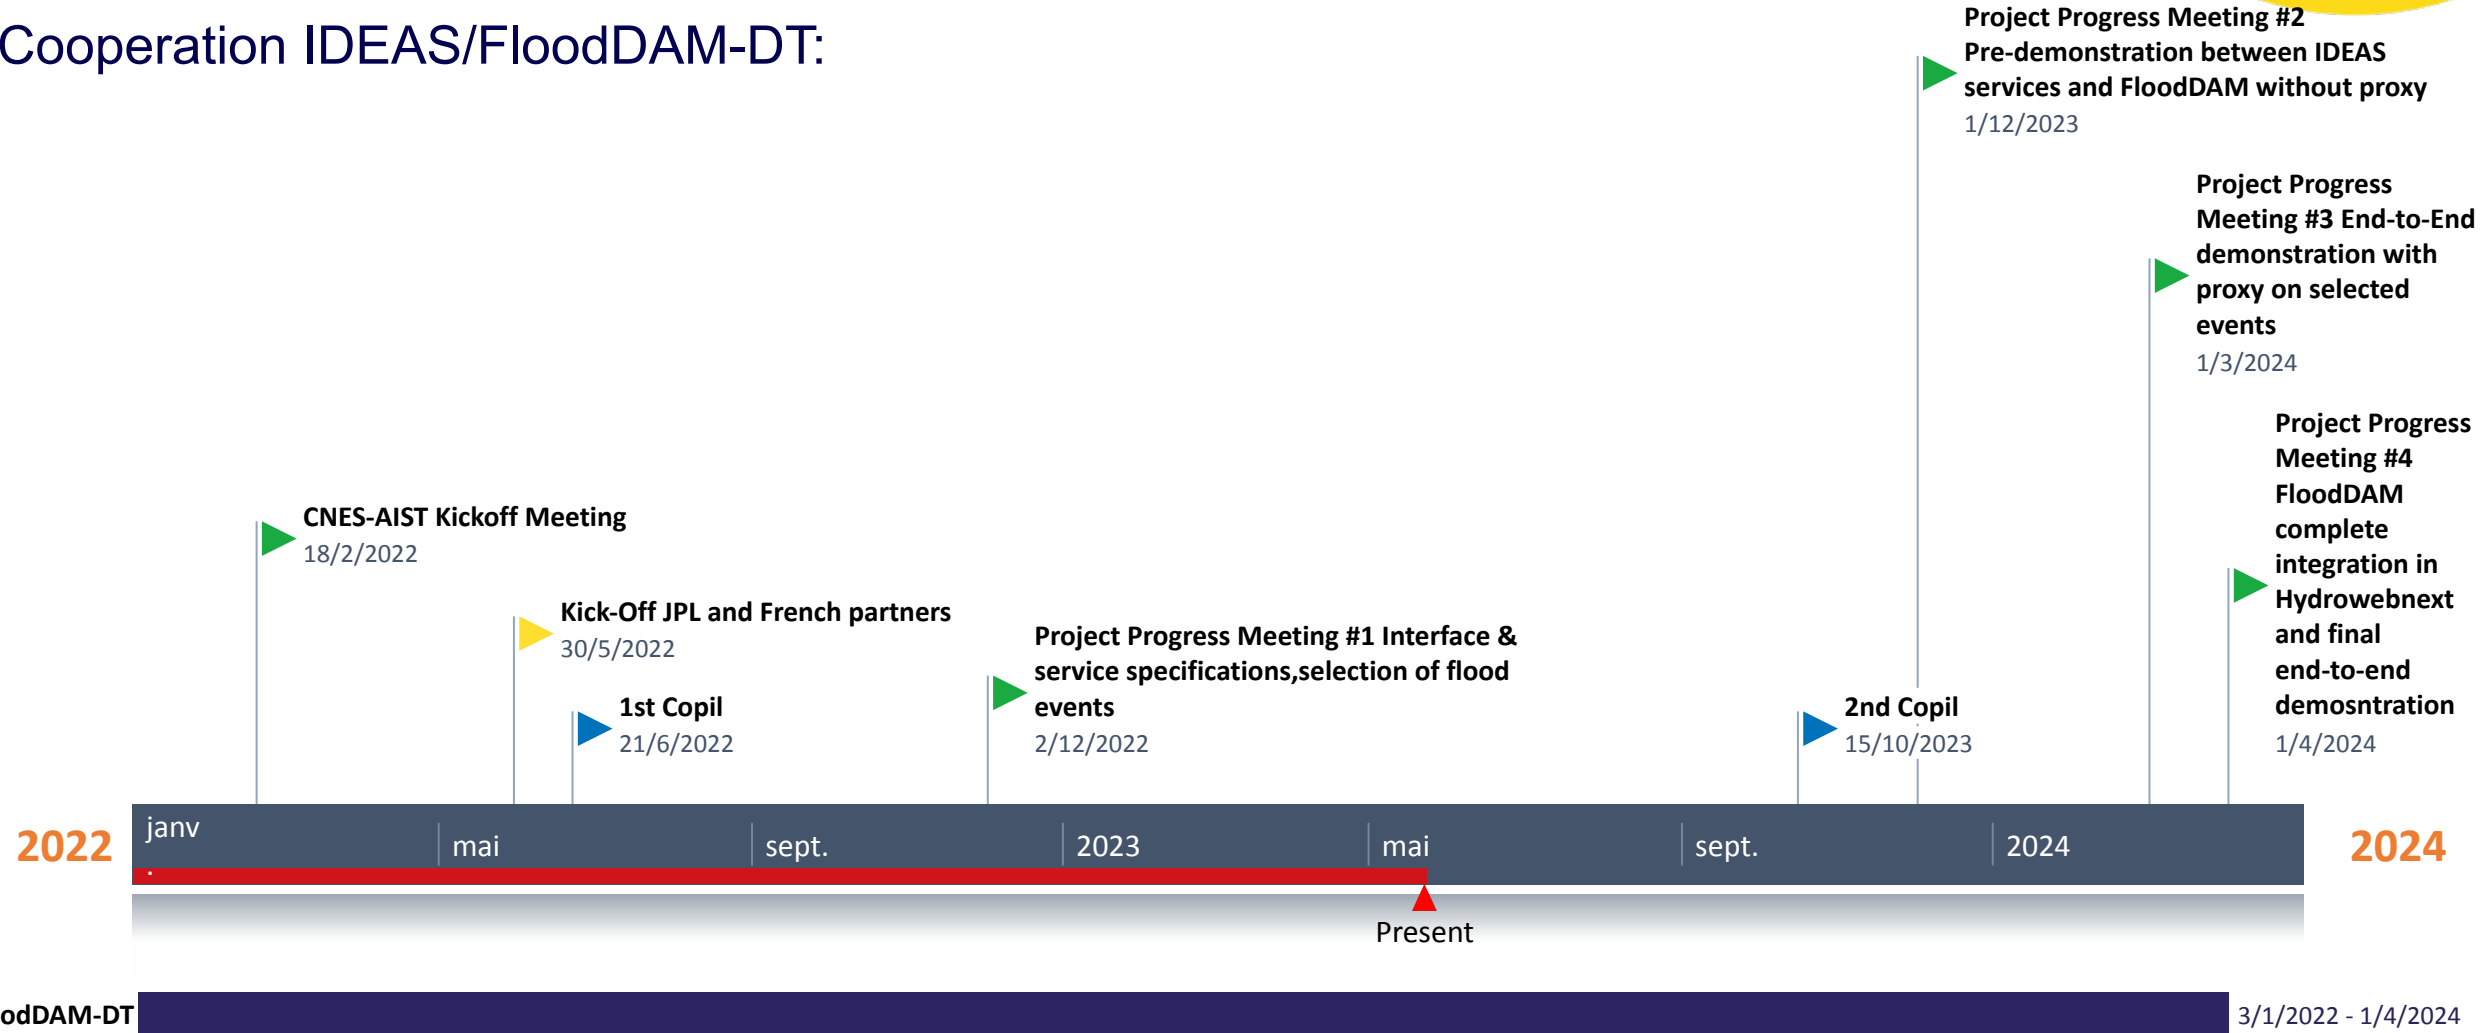 Cooperation IDEAS/FloodDAM-DT:
Project Progress Meeting #2
Pre-demonstration between IDEAS
services and FloodDAM without proxy
1/12/2023
Project Progress
Meeting #3 End-to-End
demonstration with
proxy on selected
events
1/3/2024
Project Progress
Meeting #4
FloodDAM
complete
integration in
Hydrowebnext
and final
end-to-end
demosntration
1/4/2024
CNES-AIST Kickoff Meeting
18/2/2022
Kick-Off JPL and French partners
30/5/2022
1st Copil
21/6/2022
Project Progress Meeting #1 Interface &
service specifications,selection of flood
events
2/12/2022
2nd Copil
15/10/2023
2022
janv
.
mai
sept.
2023
mai
sept.
2024
2024
Present
odDAM-DT
3/1/2022 - 1/4/2024